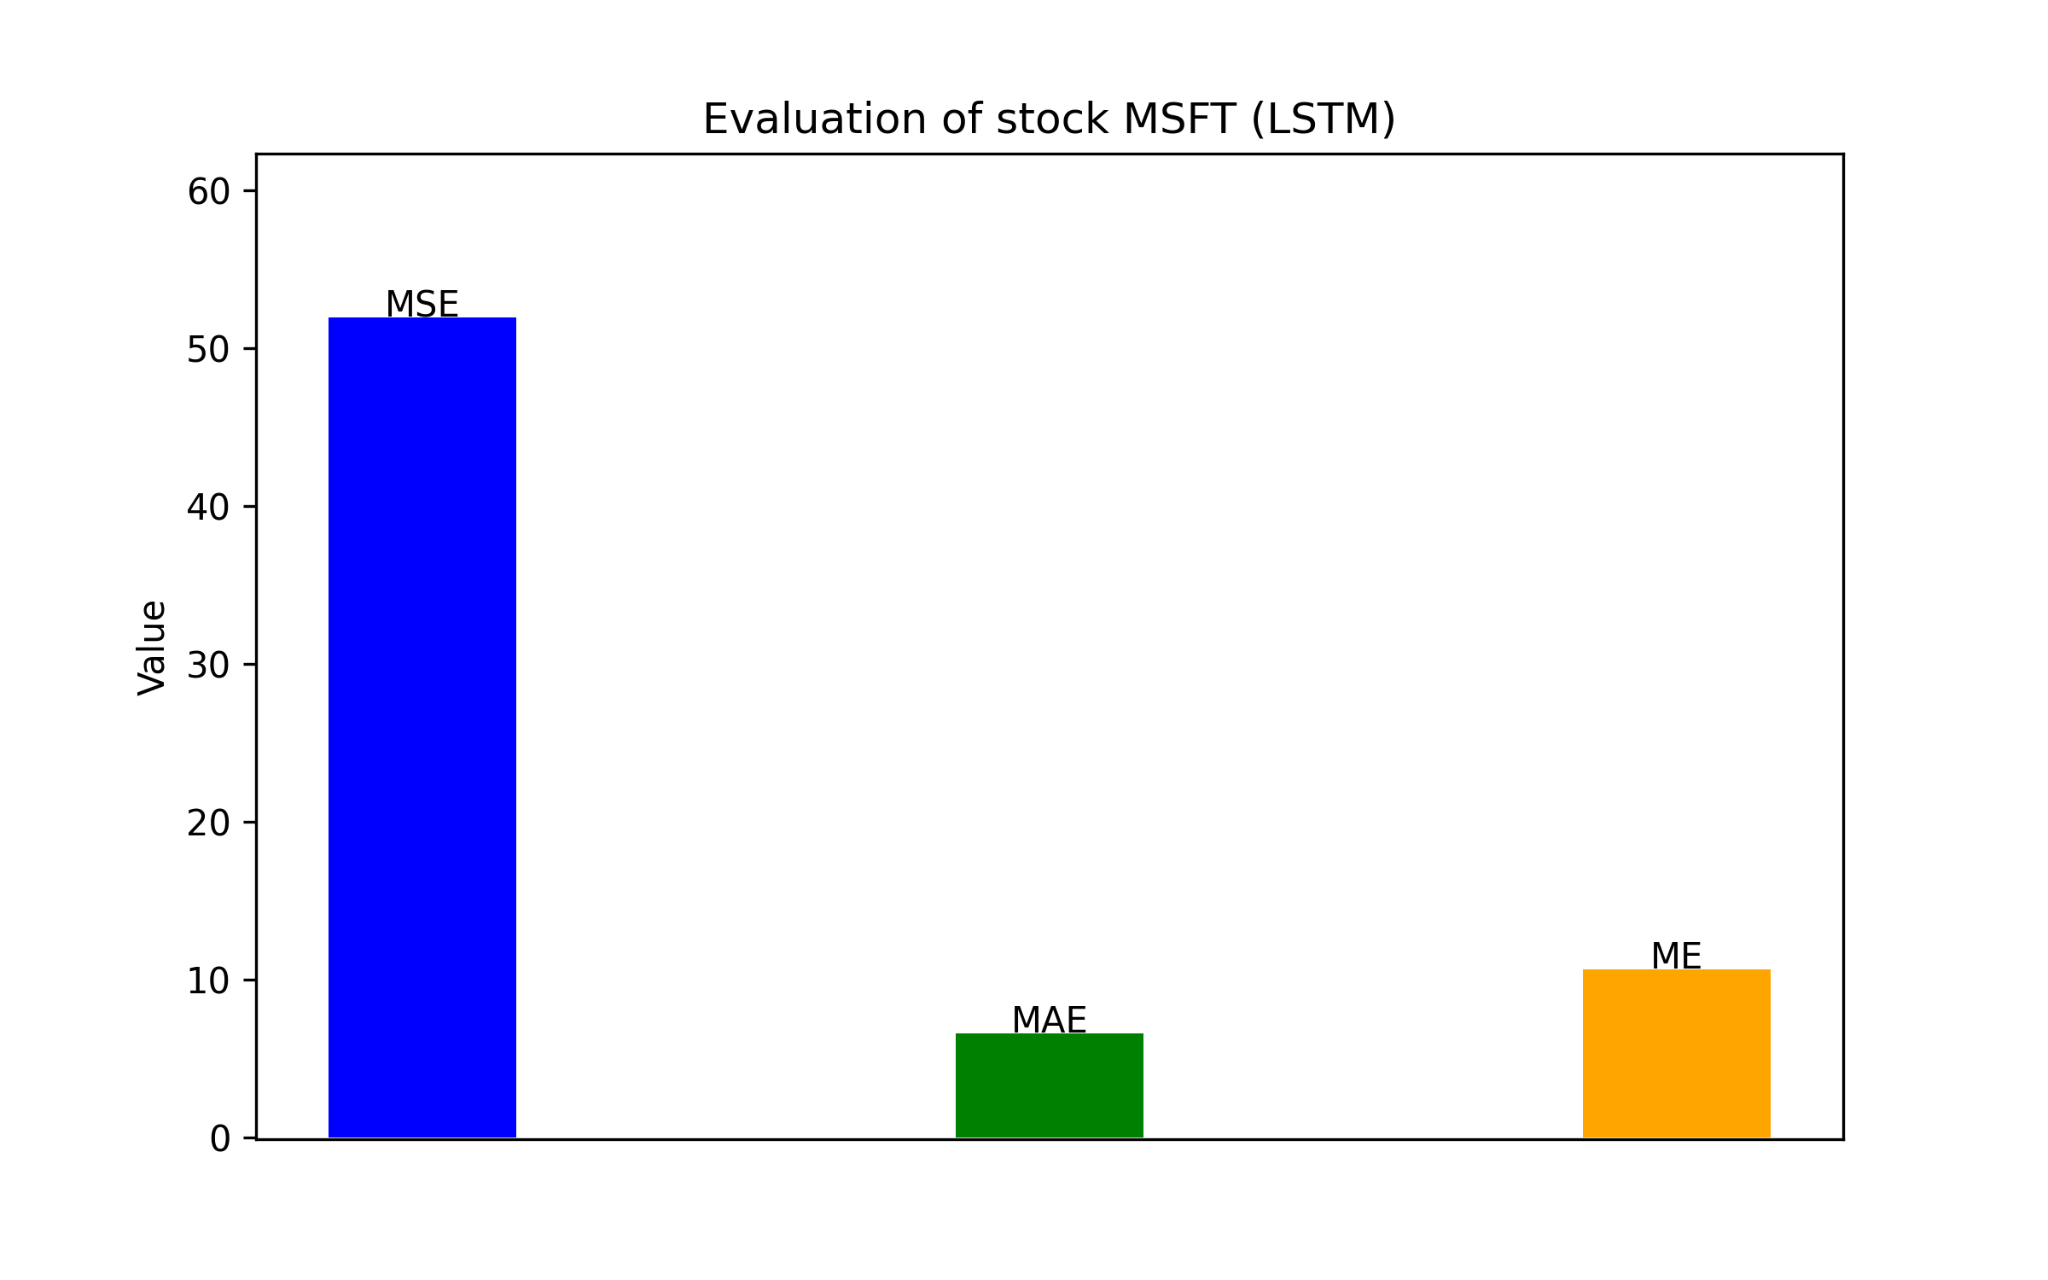 Evaluation of stock MSFT (LSTM)
60
50
40
30
20
10
0
Value
MSE
MAE
ME